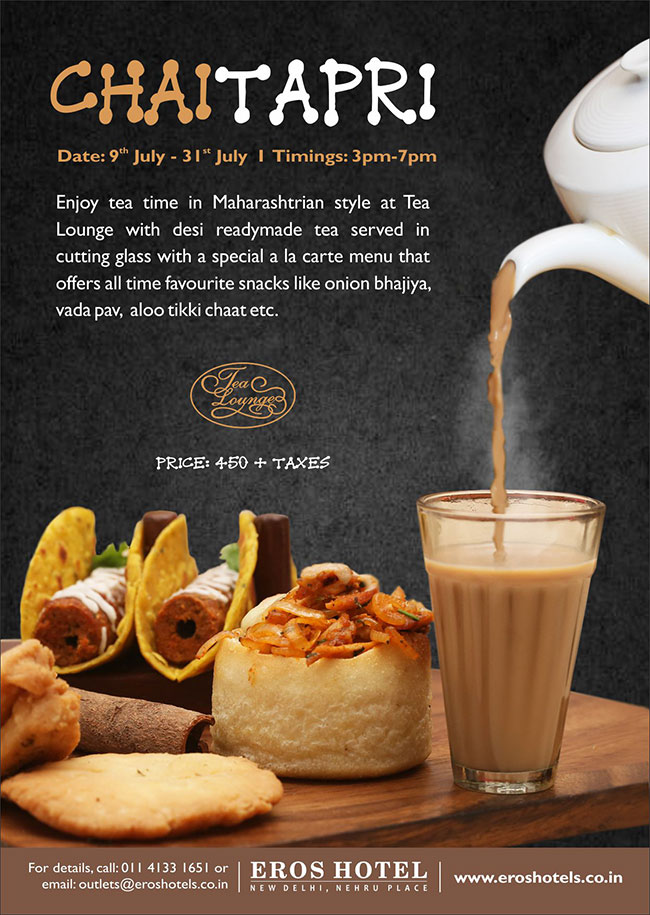 CHAITAPRI
Date: 9th July - 31st July I Timings: 3pm-7pm
Enjoy tea time in Maharashtrian style at Tea
Lounge with desi readymade tea served in
cutting glass with a special a la carte menu that
offers all time favourite snacks like onion bhajiya,
vada pav, aloo tikki chaat etc.
Tea
Lounge
PRICE: 450 + TAXES
For details, call: 011 4133 1651 or
email: outlets@eroshotels.co.in
EROS HOTEL
NEW DELHI, NEHRU PLACE
www.eroshotels.co.in